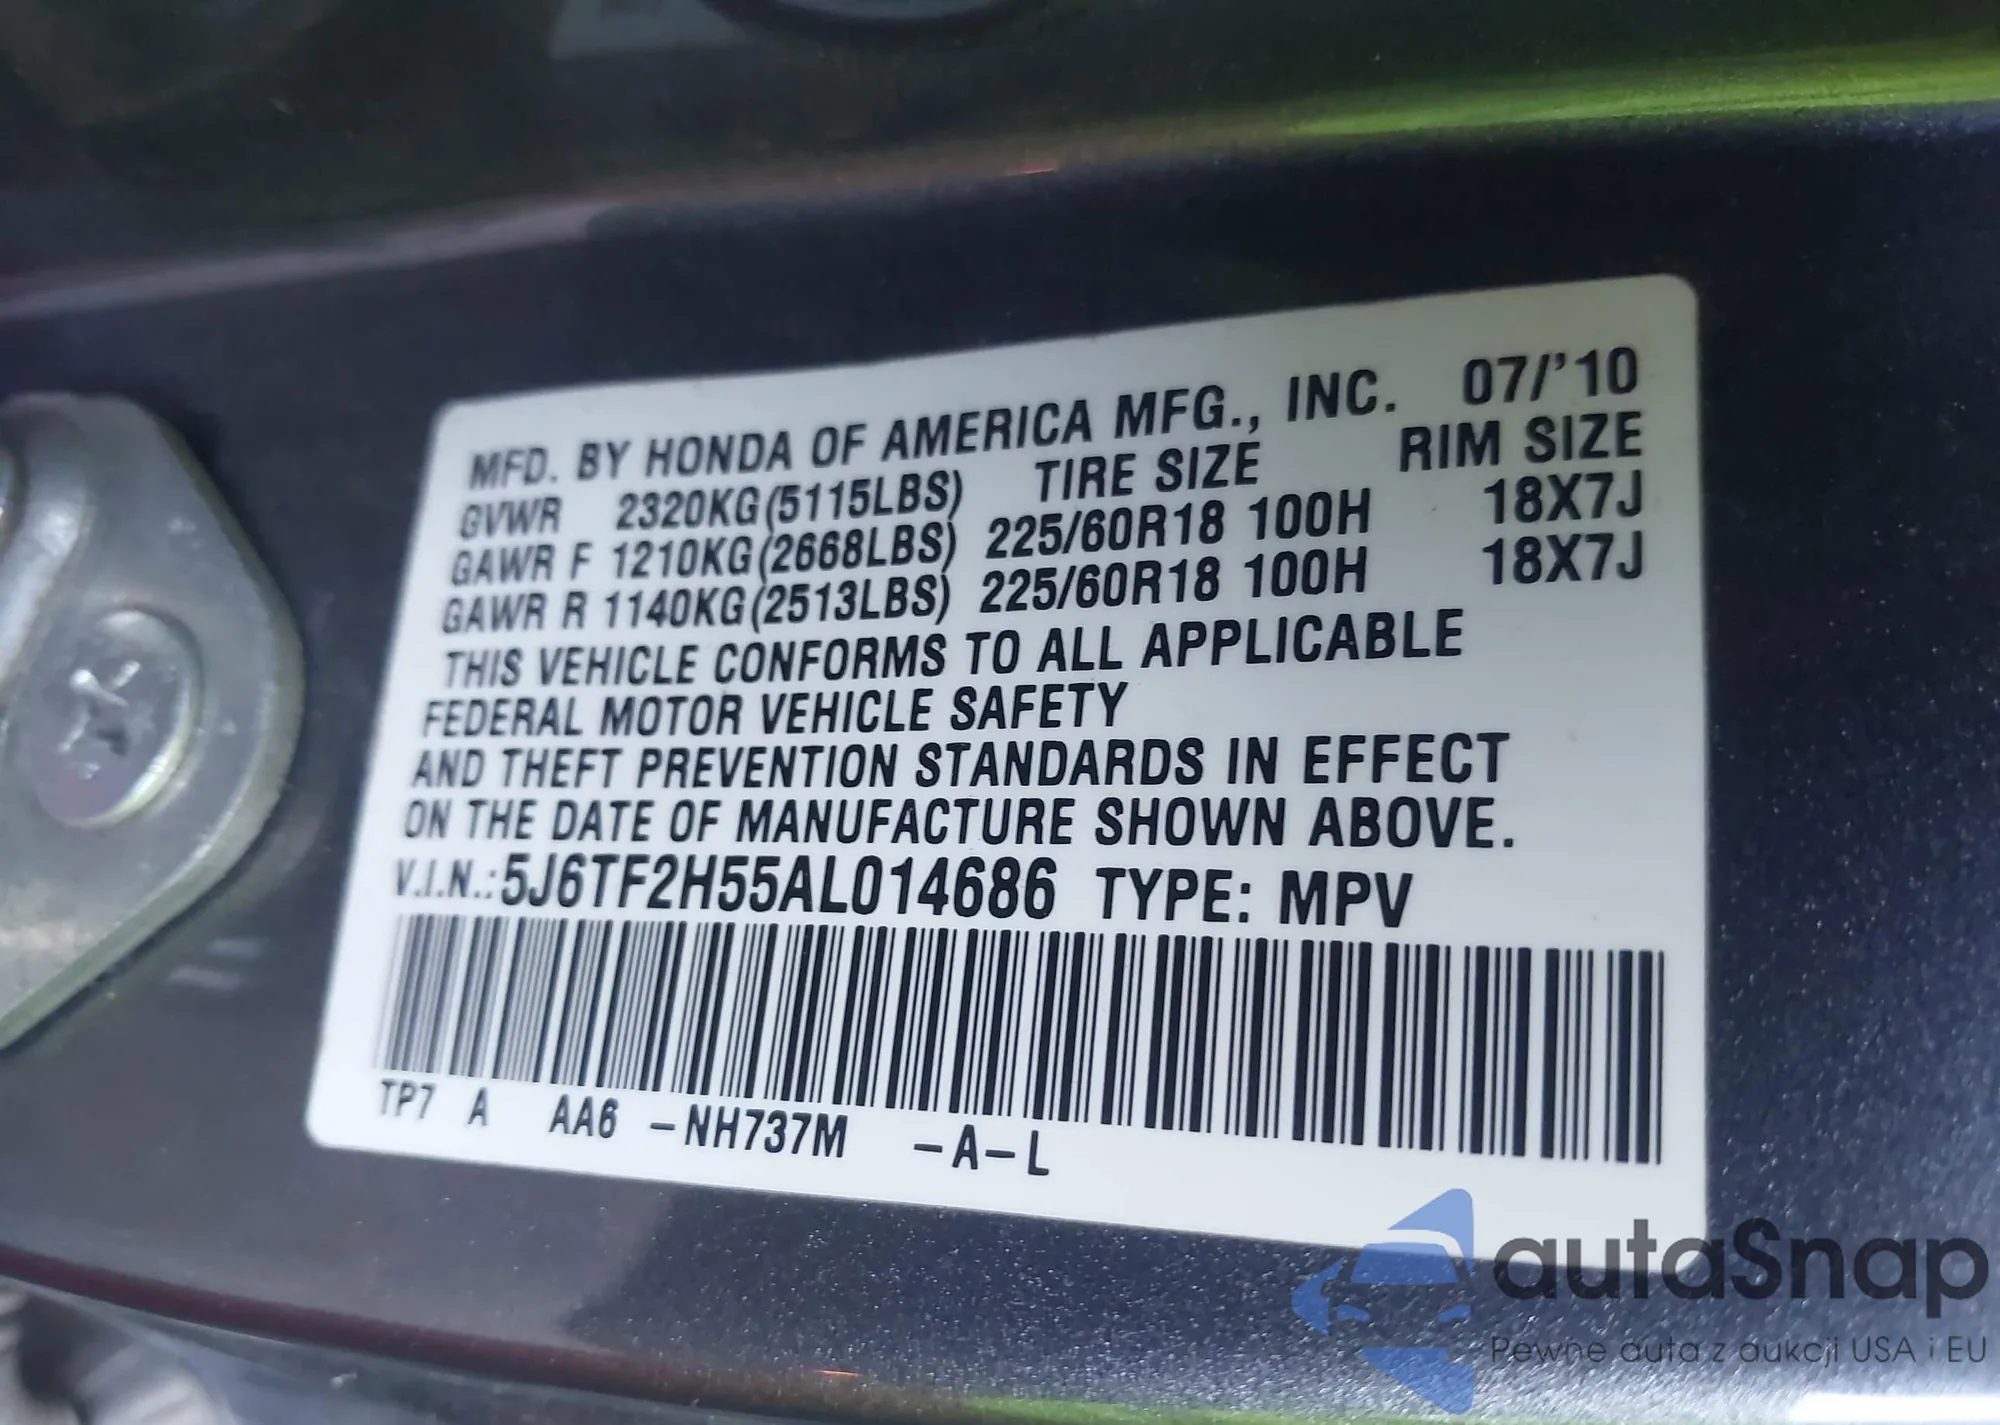 MFD. BY HONDA OF AMERICA MFG., INC. 07/'10
GVWR 2320KG(5115LBS) TIRE SIZE RIM SIZE
GAWR F 1210KG(2668LBS) 225/60R18 100H 18X7J
GAWR R 1140KG(2513LBS) 225/60R18 100H 18X7J
THIS VEHICLE CONFORMS TO ALL APPLICABLE
FEDERAL MOTOR VEHICLE SAFETY
AND THEFT PREVENTION STANDARDS IN EFFECT
ON THE DATE OF MANUFACTURE SHOWN ABOVE.
V.I.N.:5J6TF2H55AL014686 TYPE: MPV
TP7 A AA6 -NH737M -A-L
autaSnap
Pewne auta z aukcji USA i EU